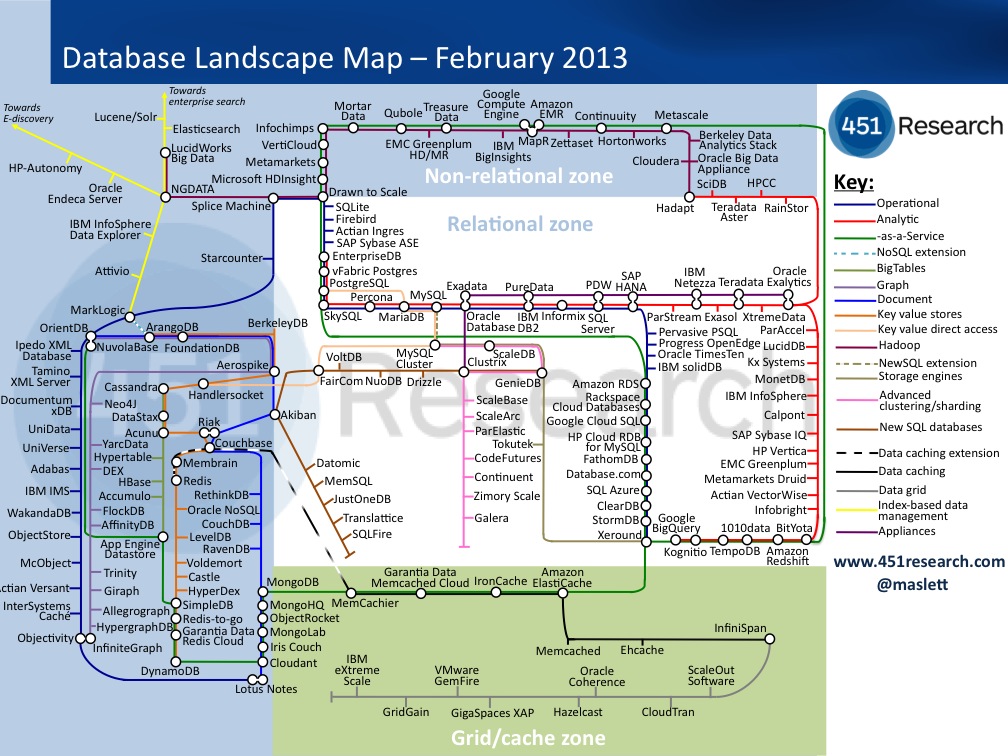 Database Landscape Map – February 2013
451 Research
Key:
Operational
Analytic
-as-a-Service
NoSQL extension
BigTables
Graph
Document
Key value stores
Key value direct access
Hadoop
NewSQL extension
Storage engines
Advanced
clustering/sharding
New SQL databases
Data caching extension
Data caching
Data grid
Index-based data
management
Appliances
www.451research.com
@maslett
Towards
E-discovery
Towards
enterprise search
Lucene/Solr
Elasticsearch
LucidWorks
Big Data
HP-Autonomy
Oracle
Endeca Server
NGDATA
IBM InfoSphere
Data Explorer
Attivio
MarkLogic
Infochimps
VertiCloud
Metamarkets
Microsoft HDInsight
Splice Machine
Drawn to Scale
Mortar
Data
Qubole
Treasure
Data
Google
Compute
Engine
Amazon
EMR
Continuity
Metascale
EMC Greenplum
HD/MR
IBM
BigInsights
MapR
Zettaset
Hortonworks
Cloudera
Berkeley Data
Analytics Stack
Oracle Big Data
Appliance
Non-relational zone
Relational zone
Hadapt
SciDB
HPCC
Teradata
Aster
RainStor
SQLite
Firebird
Actian Ingres
SAP Sybase ASE
EnterpriseDB
vFabric Postgres
PostgreSQL
Starcounter
Percona
SkySQL
MariaDB
MySQL
Exadata
PureData
PDW
SAP
HANA
IBM
Netezza
Teradata
Oracle
Exalytics
Oracle
Database
IBM
DB2
Informix
SQL
Server
ParStream
Exasol
XtremeData
Pervasive PSQL
Progress OpenEdge
Oracle TimesTen
IBM solidDB
ParAccel
LucidDB
Kx Systems
MonetDB
IBM InfoSphere
Calpont
SAP Sybase IQ
HP Vertica
EMC Greenplum
Metamarkets Druid
Actian VectorWise
Infobright
OrientDB
NuvolaBase
ArangoDB
FoundationDB
BerkeleyDB
Aerospike
Ipedo XML
Database
Tamino
XML Server
Documentum
xDB
UniData
UniVerse
Adabas
IBM IMS
WakandaDB
ObjectStore
McObject
Actian Versant
InterSystems
Caché
Objectivity
Cassandra
Handlersocket
Neo4J
DataStax
Acunu
Riak
Couchbase
Akiban
YarcData
Hypertable
DEX
HBase
Accumulo
FlockDB
AffinityDB
App Engine
Datastore
Trinity
Giraph
Allegrograph
HypergraphDB
InfiniteGraph
Membrain
Redis
RethinkDB
Oracle NoSQL
CouchDB
LevelDB
RavenDB
Voldemort
Castle
HyperDex
SimpleDB
Redis-to-go
Garantia Data
Redis Cloud
DynamoDB
MongoDB
MongoHQ
ObjectRocket
MongoLab
Iris Couch
Cloudant
Lotus Notes
VoltDB
FairCom
NuoDB
Drizzle
MySQL
Cluster
Clustrix
ScaleDB
GenieDB
ScaleBase
ScaleArc
ParElastic
Tokutek
CodeFutures
Continuent
Zimory Scale
Galera
Datomic
MemSQL
JustOneDB
Translattice
SQLFire
Amazon RDS
Rackspace
Cloud Databases
Google Cloud SQL
HP Cloud RDB
for MySQL
FathomDB
Database.com
SQL Azure
ClearDB
StormDB
Xeround
Google
BigQuery
Kognitio
TempoDB
1010data
BitYota
Amazon
Redshift
MemCachier
Garantia Data
Memcached Cloud
IronCache
Amazon
ElastiCache
Memcached
Ehcache
InfiniSpan
IBM
eXtreme
Scale
GridGain
VMware
GemFire
GigaSpaces XAP
Oracle
Coherence
Hazelcast
CloudTran
ScaleOut
Software
Grid/cache zone
451 Research